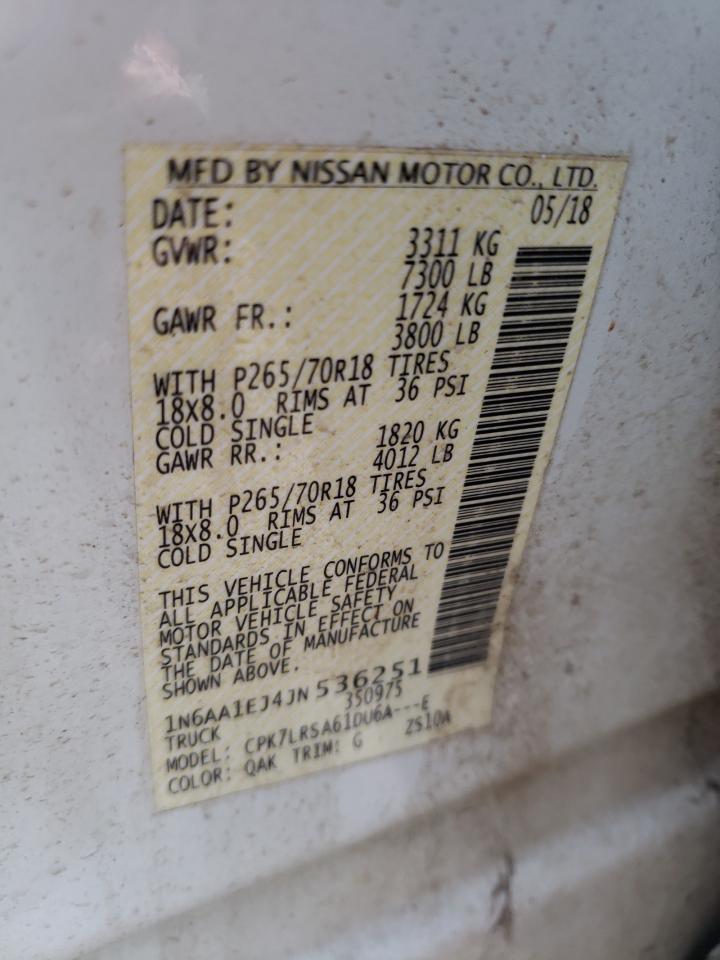 MFD BY NISSAN MOTOR CO., LTD.
DATE: 05/18
GVWR: 3311 KG
7300 LB
GAWR FR.: 1724 KG
3800 LB
WITH P265/70R18 TIRES
18X8.0 RIMS AT 36 PSI
COLD SINGLE
GAWR RR.: 1820 KG
4012 LB
WITH P265/70R18 TIRES
18X8.0 RIMS AT 36 PSI
COLD SINGLE
THIS VEHICLE CONFORMS TO
ALL APPLICABLE FEDERAL
MOTOR VEHICLE SAFETY
STANDARDS IN EFFECT ON
THE DATE OF MANUFACTURE
SHOWN ABOVE.
1N6AA1EJ4JN536251
TRUCK 350975
MODEL: CPK7LRSA61DU6A---E
COLOR: QAK TRIM: G ZS10A